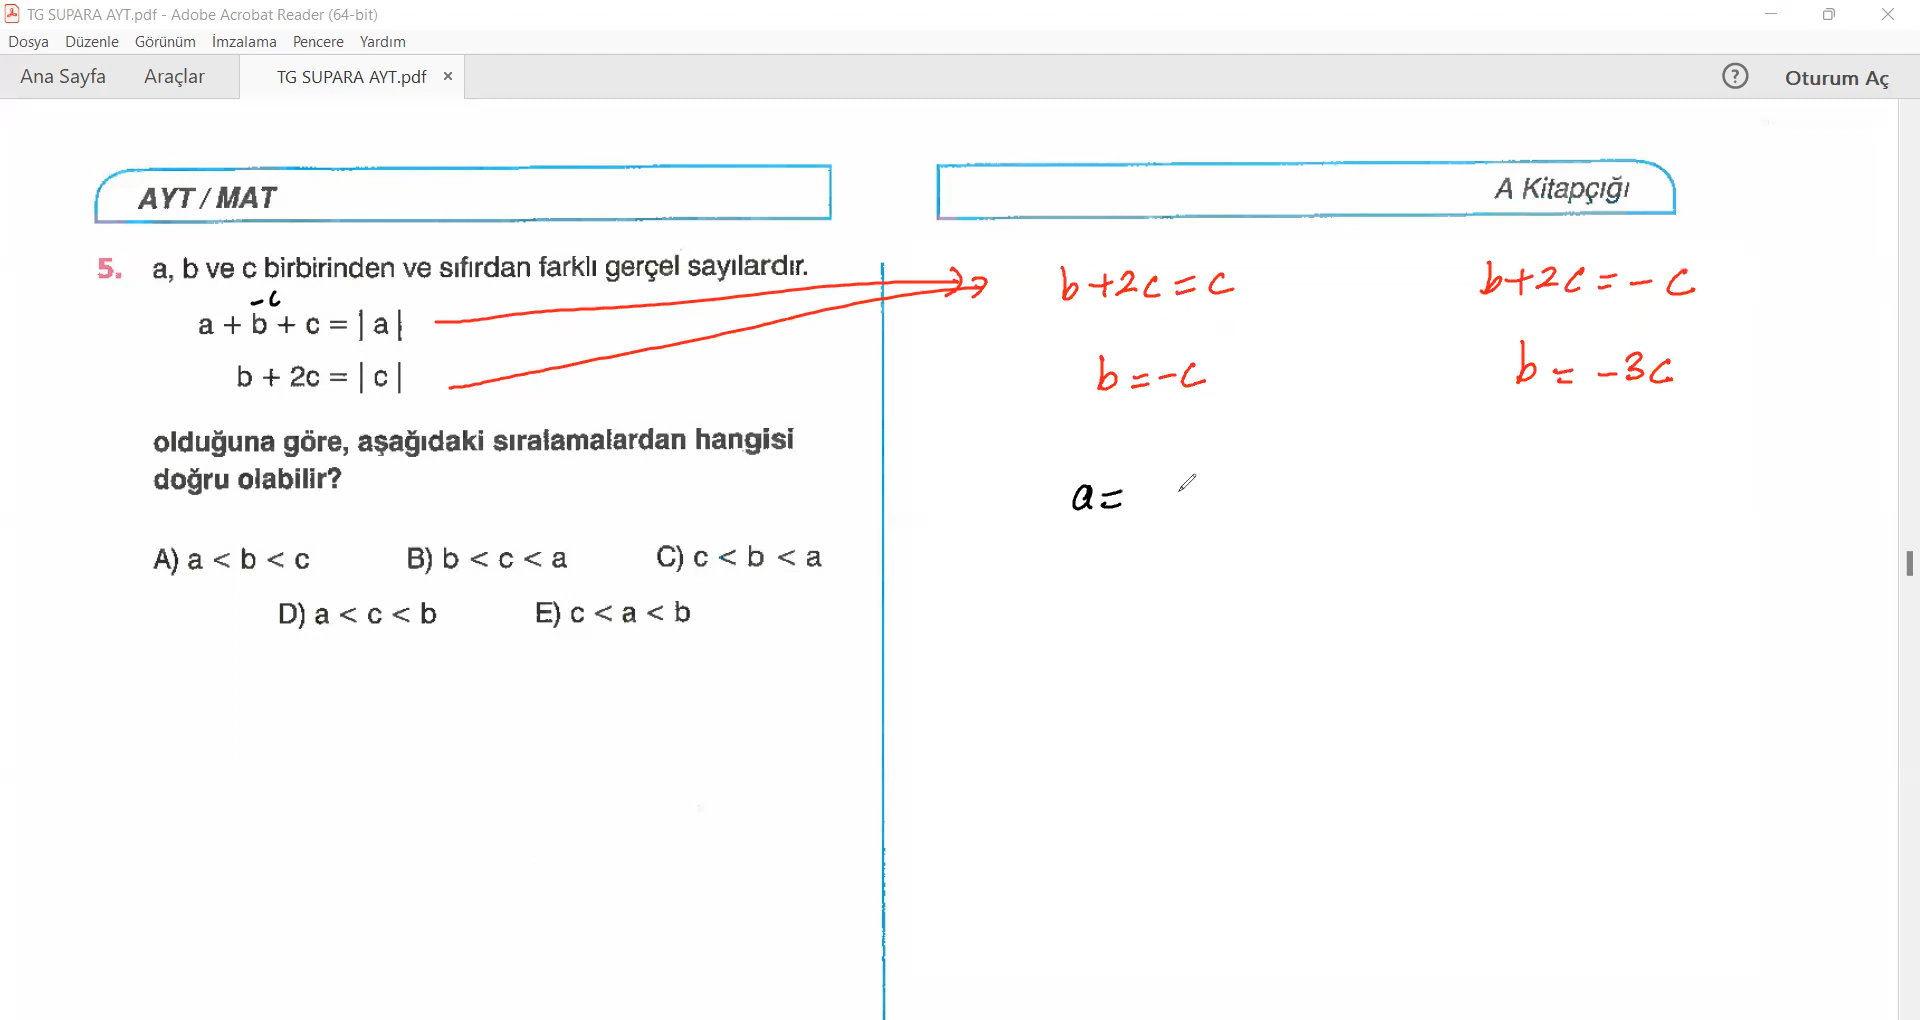 TG SUPARA AYT.pdf - Adobe Acrobat Reader (64-bit)
Dosya Düzenle Görünüm İmzalama Pencere Yardım
Ana Sayfa Araçlar TG SUPARA AYT.pdf × ? Oturum Aç
AYT / MAT
A Kitapçığı
5. a, b ve c birbirinden ve sıfırdan farklı gerçel sayılardır.
-c
a + b + c = | a |
b + 2c = | c |
olduğuna göre, aşağıdaki sıralamalardan hangisi
doğru olabilir?
A) a < b < c B) b < c < a C) c < b < a
D) a < c < b E) c < a < b
b+2c = c
b = -c
a =
b+2c = -c
b = -3c